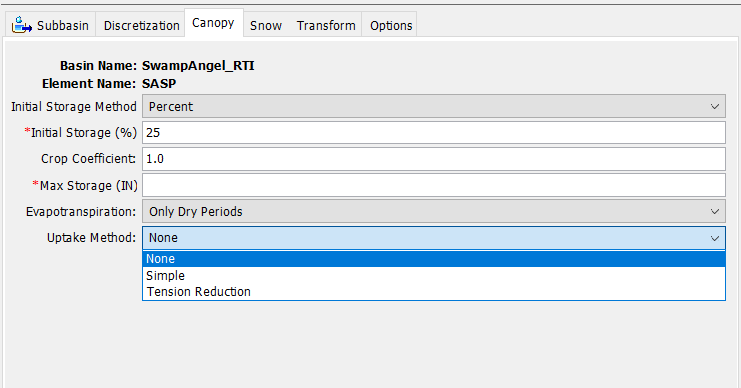 Subbasin Discretization Canopy Snow Transform Options
Basin Name: SwampAngel_RTI
Element Name: SASP
Initial Storage Method Percent
*Initial Storage (%) 25
Crop Coefficient: 1.0
*Max Storage (IN)
Evapotranspiration: Only Dry Periods
Uptake Method: None
None
Simple
Tension Reduction